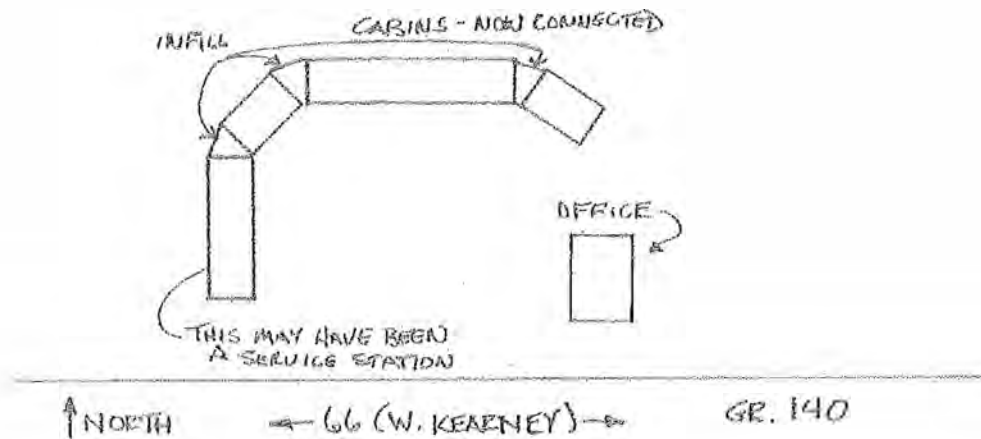 CABINS - NOW CONNECTED
INFILL
OFFICE
THIS MAY HAVE BEEN
A SERVICE STATION
NORTH
66 (W. KEARNEY)
GR. 140